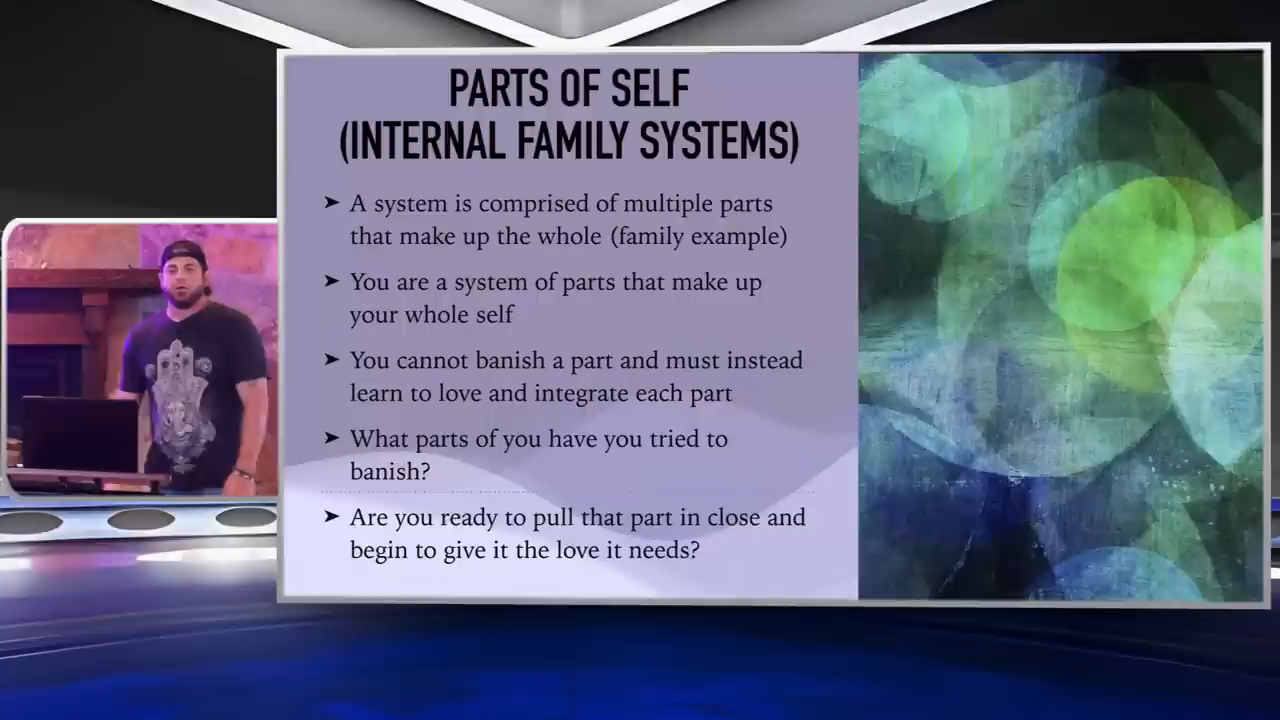 PARTS OF SELF
(INTERNAL FAMILY SYSTEMS)
➤ A system is comprised of multiple parts
that make up the whole (family example)
➤ You are a system of parts that make up
your whole self
➤ You cannot banish a part and must instead
learn to love and integrate each part
➤ What parts of you have you tried to
banish?
➤ Are you ready to pull that part in close and
begin to give it the love it needs?